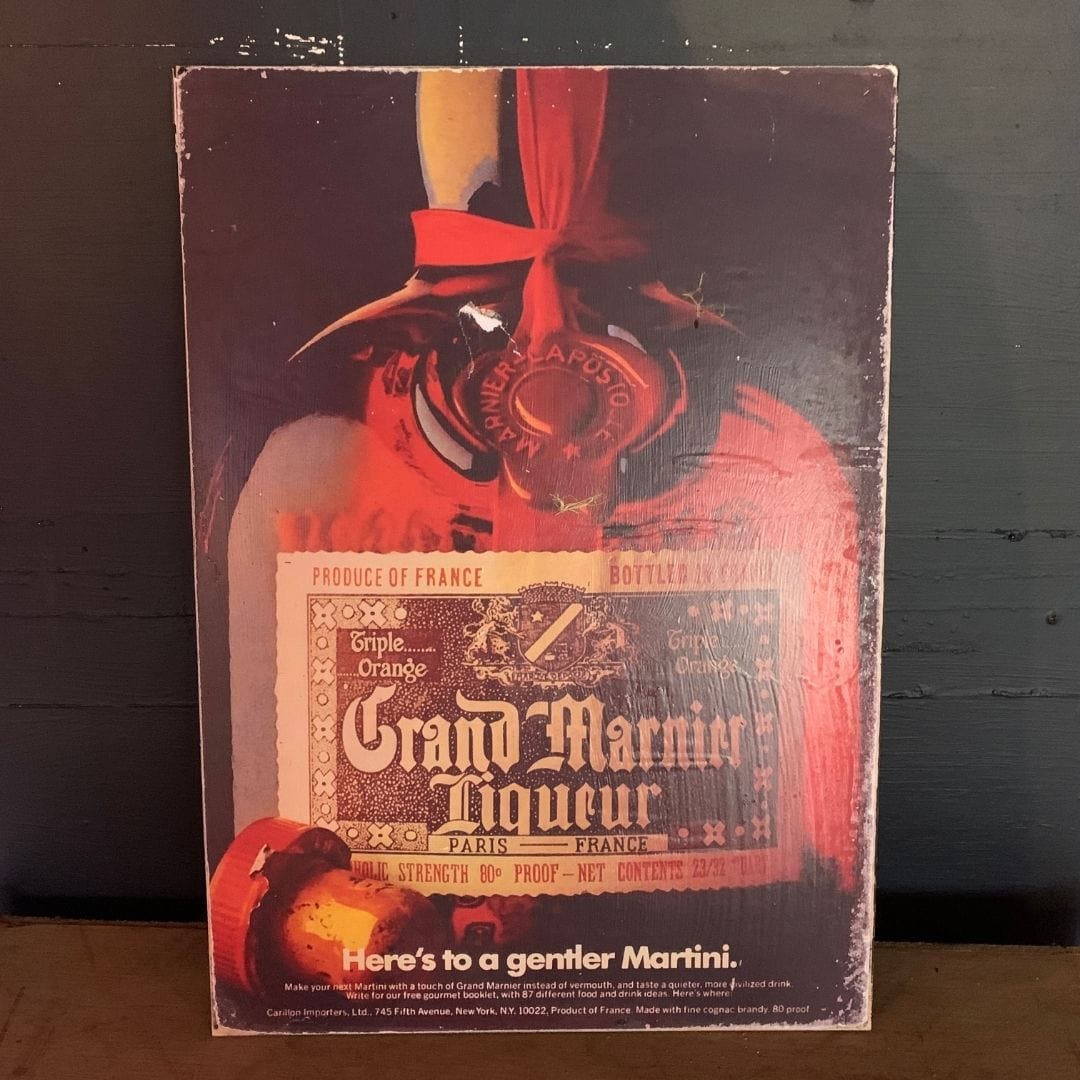 MARNIER-LAPOSTOLLE ★
PRODUCE OF FRANCE
BOTTLED IN FRANCE
Triple.......
Orange
Triple
Orange
Grand Marnier
Liqueur
PARIS — FRANCE
STRENGTH 80º PROOF — NET CONTENTS 23/32
Here's to a gentler Martini.
Make your next Martini with a touch of Grand Marnier instead of vermouth, and taste a quieter, more civilized drink.
Write for our free gourmet booklet, with 87 different food and drink ideas. Here's where:
Carillon Importers, Ltd., 745 Fifth Avenue, New York, N.Y. 10022, Product of France. Made with fine cognac brandy. 80 proof